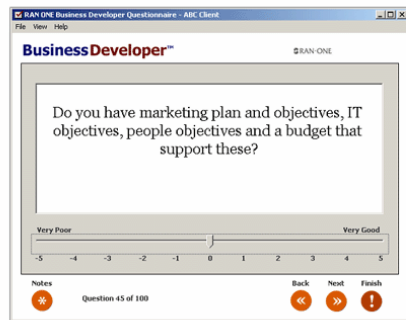 RAN ONE Business Developer Questionnaire - ABC Client
File View Help
BusinessDeveloper™
RAN·ONE
Do you have marketing plan and objectives, IT
objectives, people objectives and a budget that
support these?
Very Poor Very Good
-5 -4 -3 -2 -1 0 1 2 3 4 5
Notes Back Next Finish
Question 45 of 100